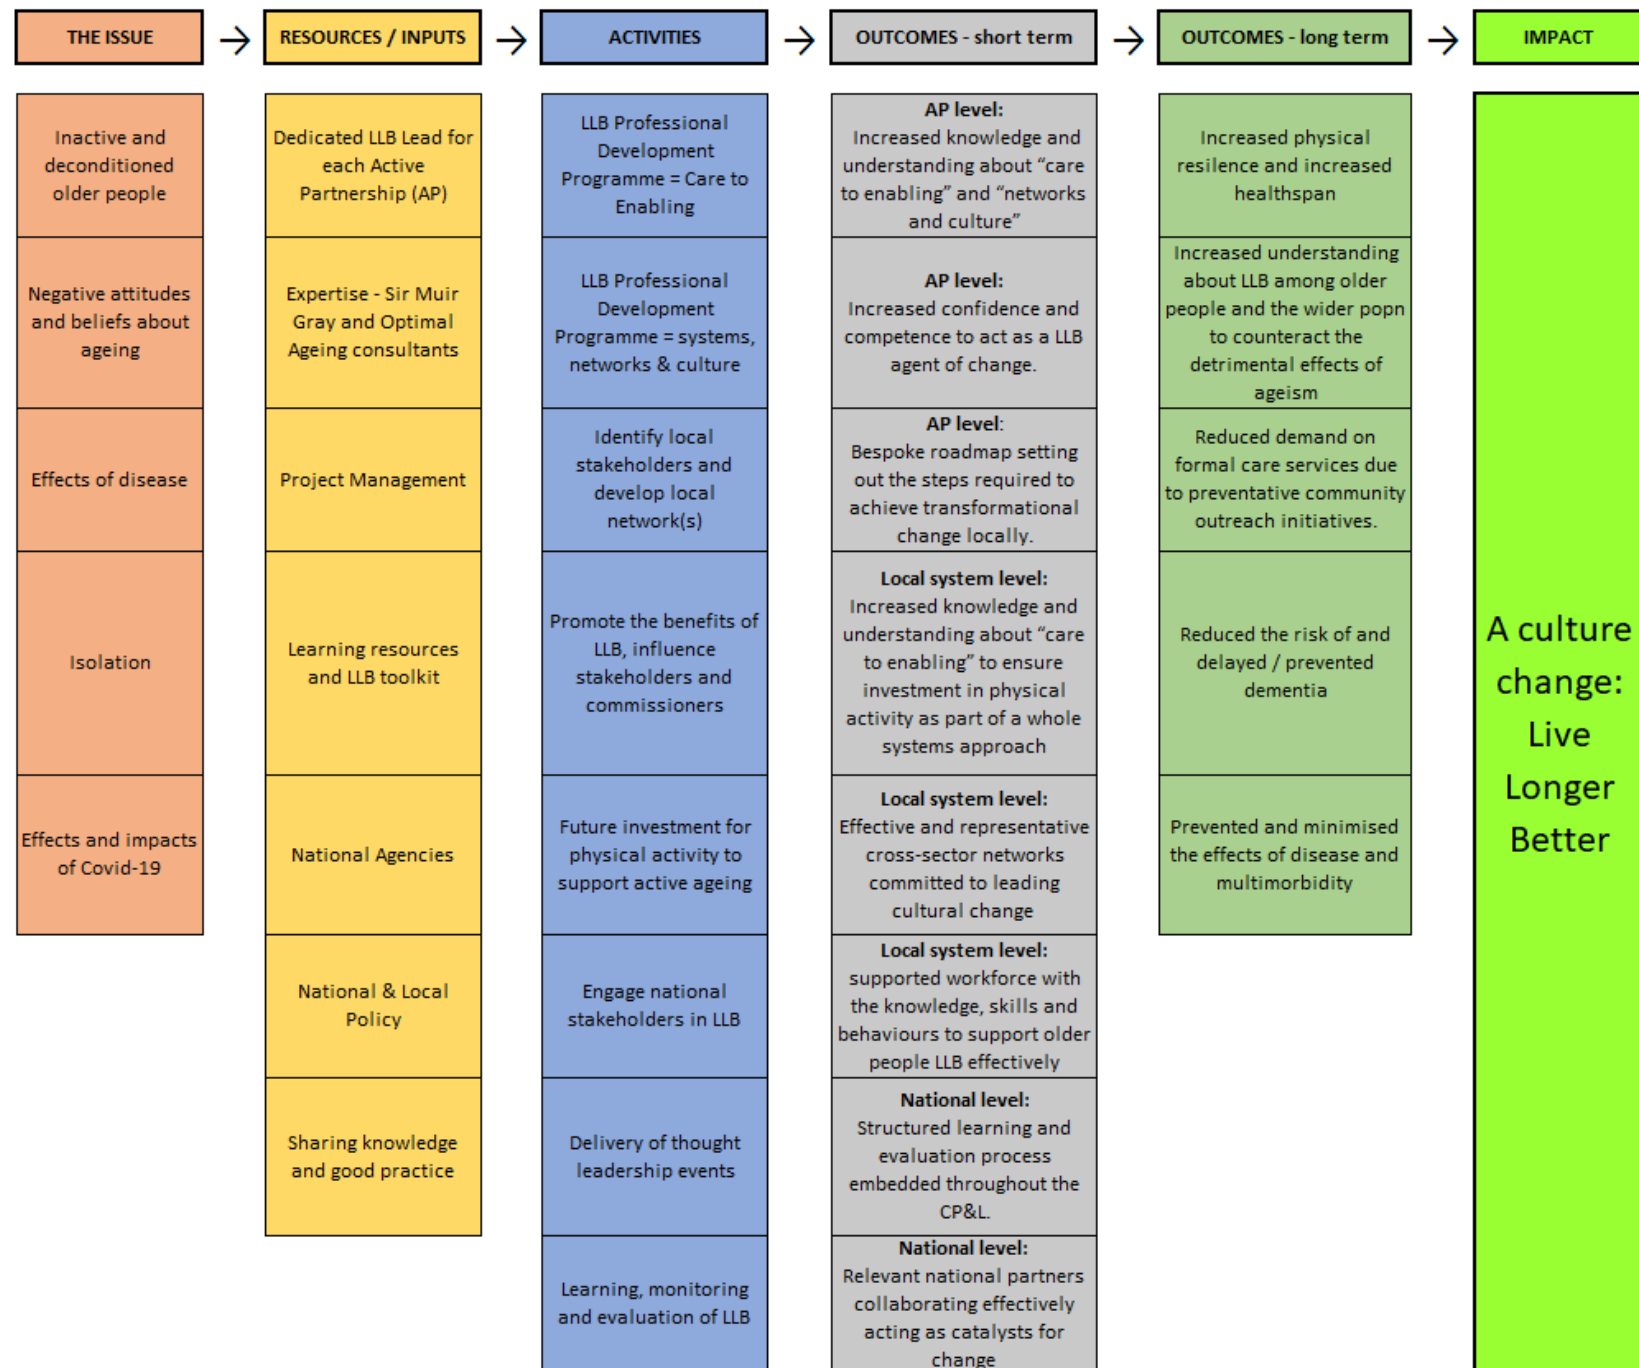 THE ISSUE → RESOURCES / INPUTS → ACTIVITIES → OUTCOMES - short term → OUTCOMES - long term → IMPACT
Inactive and
deconditioned
older people
Negative attitudes
and beliefs about
ageing
Effects of disease
Isolation
Effects and impacts
of Covid-19
Dedicated LLB Lead for
each Active
Partnership (AP)
Expertise - Sir Muir
Gray and Optimal
Ageing consultants
Project Management
Learning resources
and LLB toolkit
National Agencies
National & Local
Policy
Sharing knowledge
and good practice
LLB Professional
Development
Programme = Care to
Enabling
LLB Professional
Development
Programme = systems,
networks & culture
Identify local
stakeholders and
develop local
network(s)
Promote the benefits of
LLB, influence
stakeholders and
commissioners
Future investment for
physical activity to
support active ageing
Engage national
stakeholders in LLB
Delivery of thought
leadership events
Learning, monitoring
and evaluation of LLB
AP level:
Increased knowledge and
understanding about “care
to enabling” and “networks
and culture”
AP level:
Increased confidence and
competence to act as a LLB
agent of change.
AP level:
Bespoke roadmap setting
out the steps required to
achieve transformational
change locally.
Local system level:
Increased knowledge and
understanding about “care
to enabling” to ensure
investment in physical
activity as part of a whole
systems approach
Local system level:
Effective and representative
cross-sector networks
committed to leading
cultural change
Local system level:
supported workforce with
the knowledge, skills and
behaviours to support older
people LLB effectively
National level:
Structured learning and
evaluation process
embedded throughout the
CP&L.
National level:
Relevant national partners
collaborating effectively
acting as catalysts for
change
Increased physical
resilence and increased
healthspan
Increased understanding
about LLB among older
people and the wider popn
to counteract the
detrimental effects of
ageism
Reduced demand on
formal care services due
to preventative community
outreach initiatives.
Reduced the risk of and
delayed / prevented
dementia
Prevented and minimised
the effects of disease and
multimorbidity
A culture
change:
Live
Longer
Better